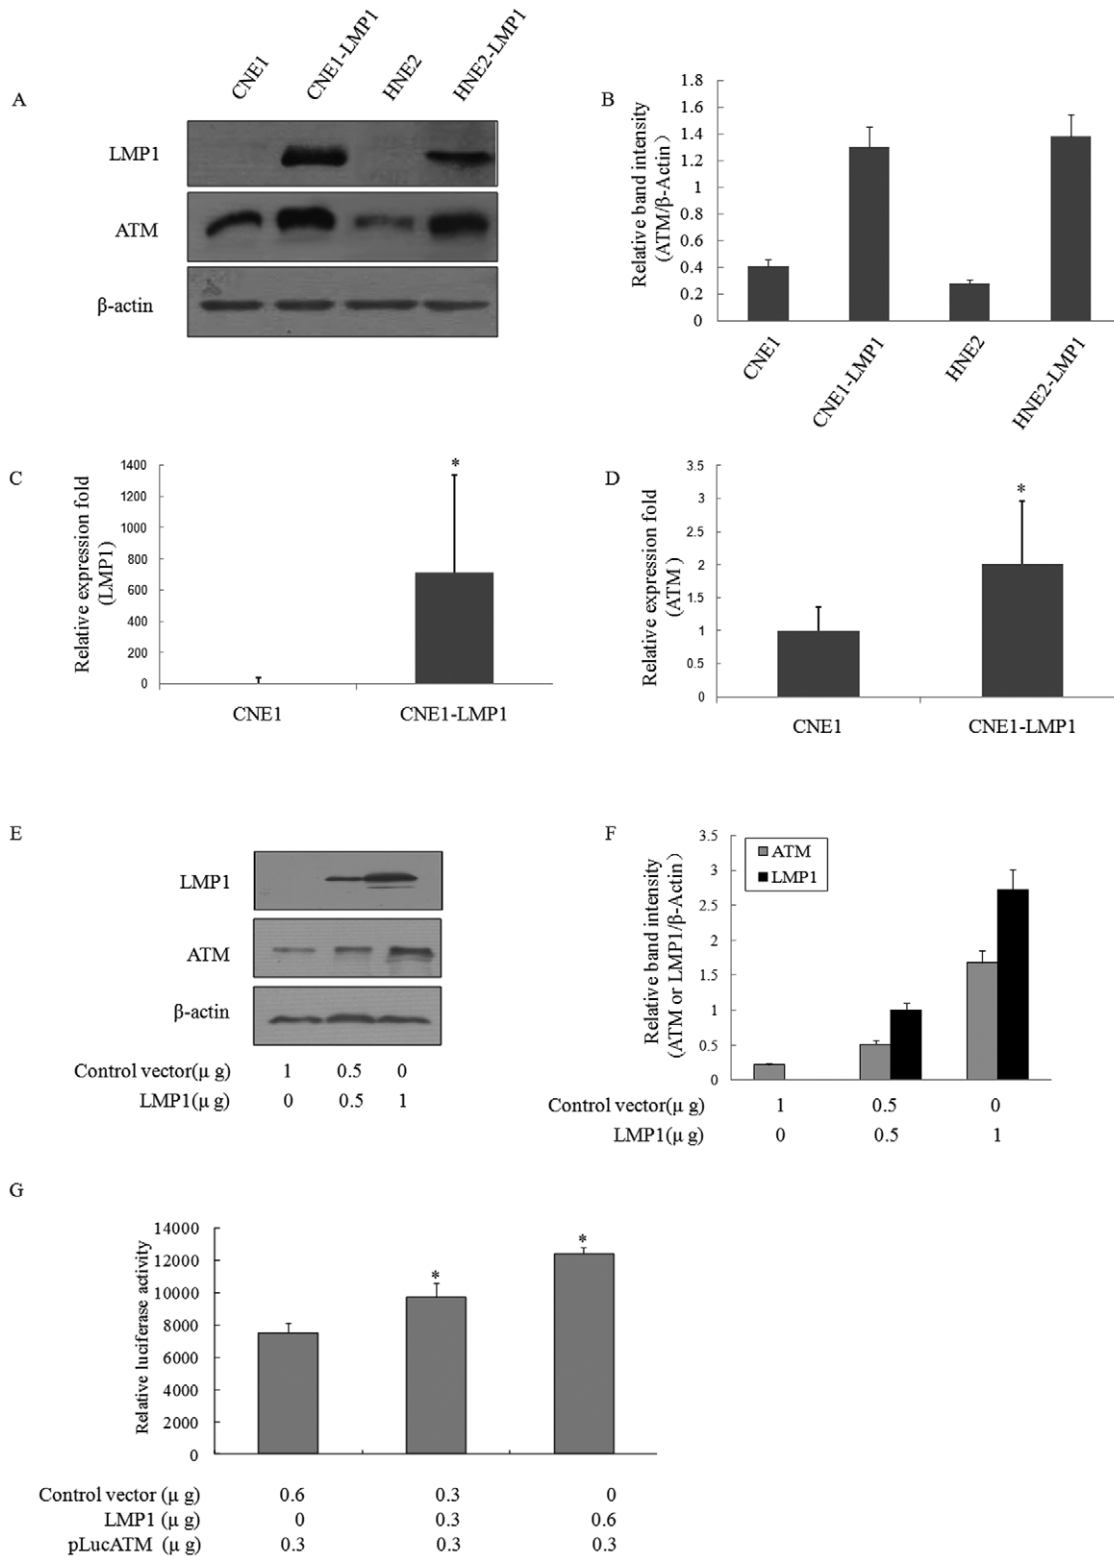 A
CNE1
CNE1-LMP1
HNE2
HNE2-LMP1
LMP1
ATM
β-actin
B
Relative band intensity
(ATM/β-Actin)
1.8
1.6
1.4
1.2
1
0.8
0.6
0.4
0.2
0
CNE1
CNE1-LMP1
HNE2
HNE2-LMP1
C
Relative expression fold
(LMP1)
1400
1200
1000
800
600
400
200
0
*
CNE1
CNE1-LMP1
D
Relative expression fold
(ATM)
3.5
3
2.5
2
1.5
1
0.5
0
*
CNE1
CNE1-LMP1
E
LMP1
ATM
β-actin
Control vector(μ g) 1 0.5 0
LMP1(μ g) 0 0.5 1
F
Relative band intensity
(ATM or LMP1/β-Actin)
3.5
3
2.5
2
1.5
1
0.5
0
ATM
LMP1
Control vector(μ g) 1 0.5 0
LMP1(μ g) 0 0.5 1
G
Relative luciferase activity
14000
12000
10000
8000
6000
4000
2000
0
*
*
Control vector (μ g) 0.6 0.3 0
LMP1 (μ g) 0 0.3 0.6
pLucATM (μ g) 0.3 0.3 0.3